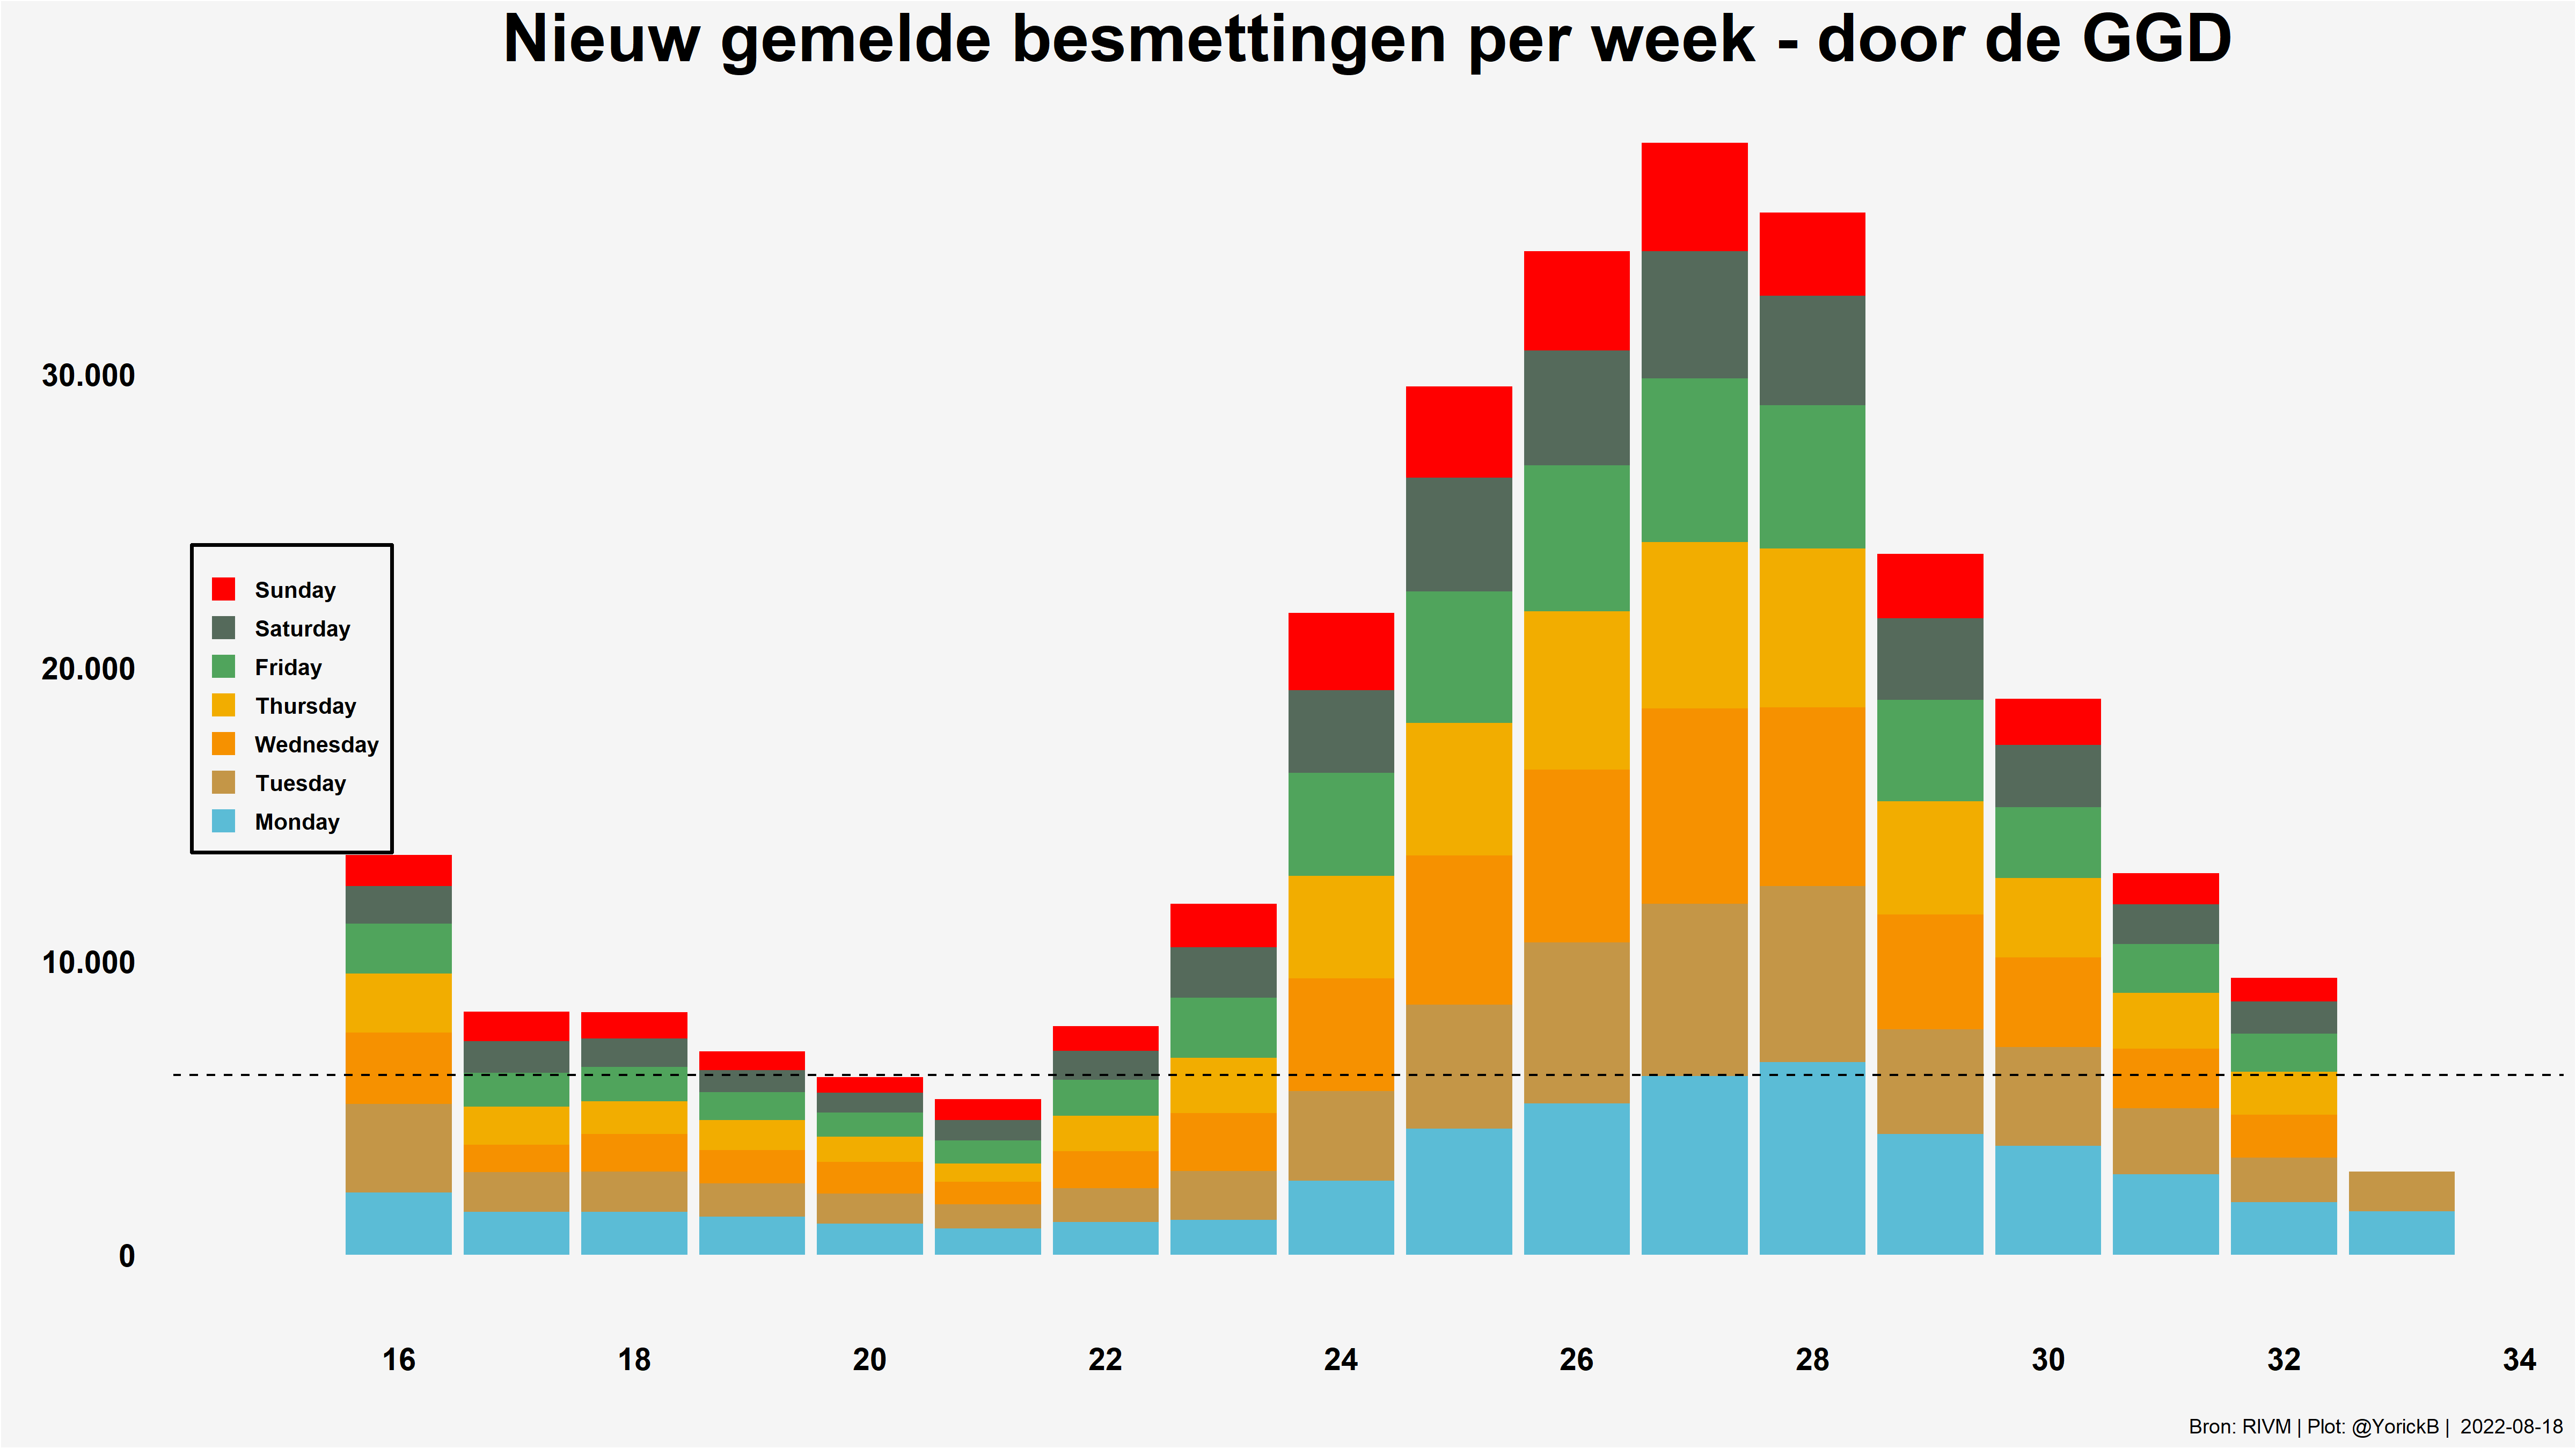 Nieuw gemelde besmettingen per week - door de GGD
30.000
20.000
10.000
0
Sunday
Saturday
Friday
Thursday
Wednesday
Tuesday
Monday
16 18 20 22 24 26 28 30 32 34
Bron: RIVM | Plot: @YorickB | 2022-08-18